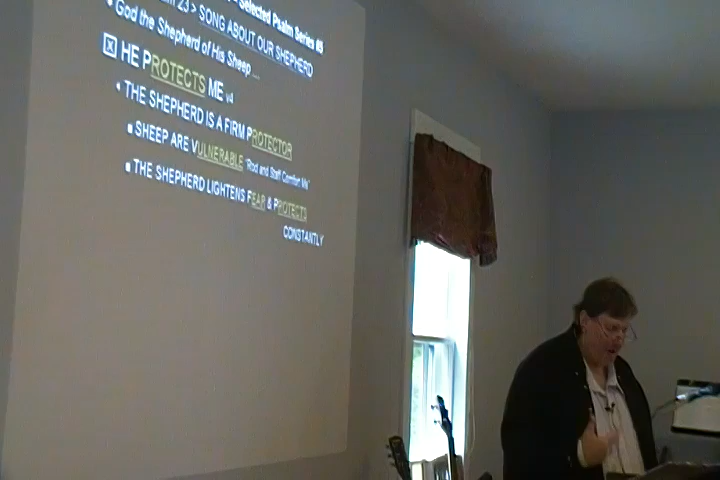 Selected Psalm Series #5
23 > SONG ABOUT OUR SHEPHERD
• God the Shepherd of His Sheep ...
☒ HE PROTECTS ME v4
• THE SHEPHERD IS A FIRM PROTECTOR
■ SHEEP ARE VULNERABLE "Rod and Staff Comfort Me"
■ THE SHEPHERD LIGHTENS FEAR & PROTECTS
CONSTANTLY